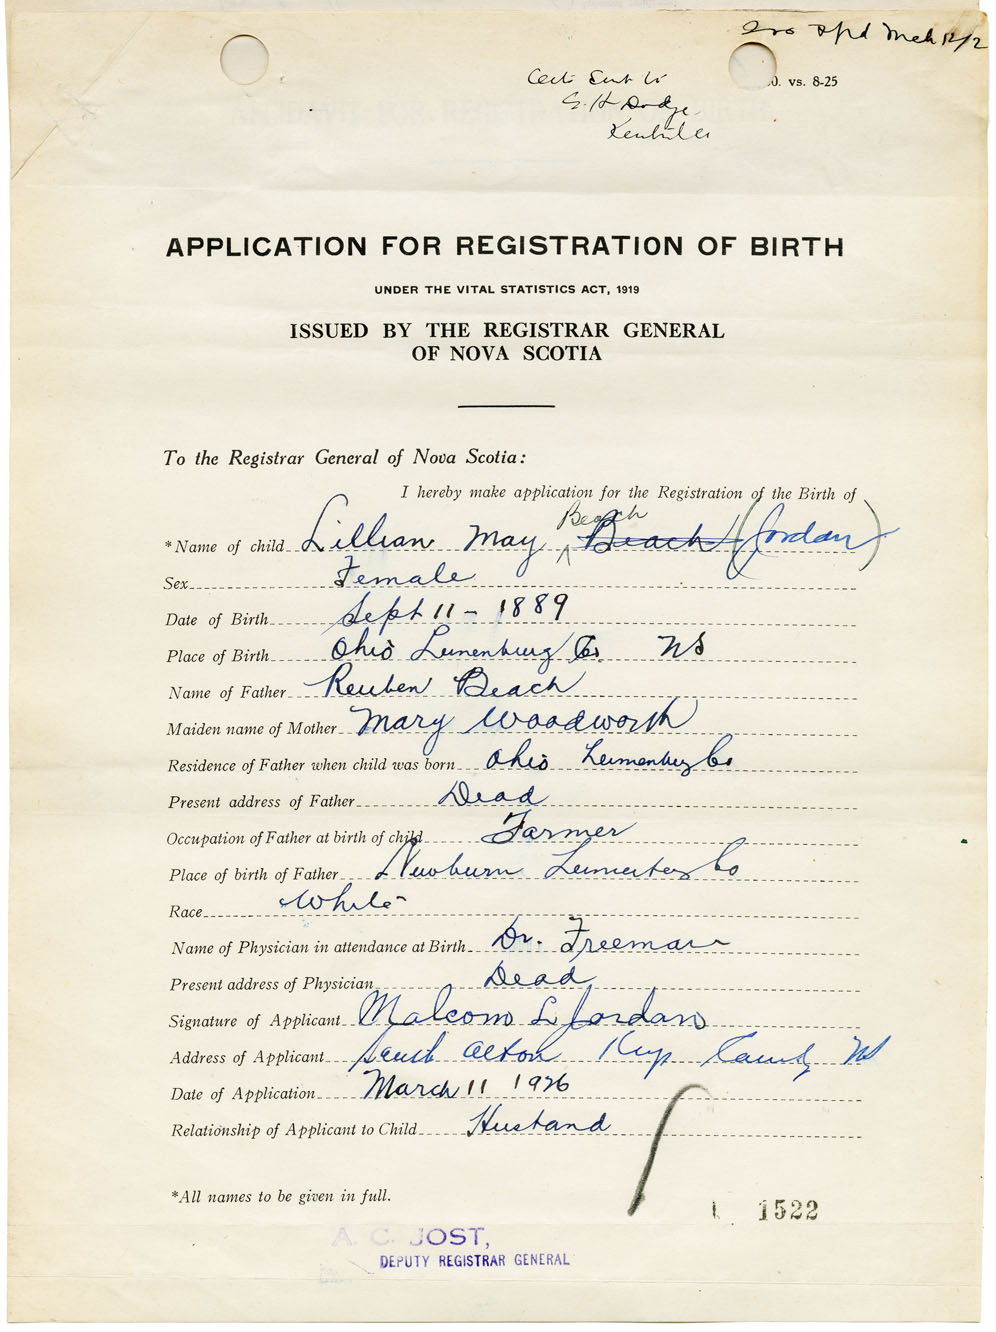 pd Mch 12/2
0. vs. 8-25
Cert Sent to
G. H Dodge
Kentville
APPLICATION FOR REGISTRATION OF BIRTH
UNDER THE VITAL STATISTICS ACT, 1919
ISSUED BY THE REGISTRAR GENERAL
OF NOVA SCOTIA
To the Registrar General of Nova Scotia:
I hereby make application for the Registration of the Birth of
Beach
*Name of child Lillian May Beach (Jordan)
Sex Female
Date of Birth Sept 11 - 1889
Place of Birth Ohio Lunenburg Co. NS
Name of Father Reuben Beach
Maiden name of Mother Mary Woodworth
Residence of Father when child was born Ohio Lunenburg Co
Present address of Father Dead
Occupation of Father at birth of child Farmer
Place of birth of Father Newburn Lunenburg Co
Race White
Name of Physician in attendance at Birth Dr. Freeman
Present address of Physician Dead
Signature of Applicant Malcom L Jordan
Address of Applicant South Alton Kings County NS
Date of Application March 11 1926
Relationship of Applicant to Child Husband
*All names to be given in full.
1522
A. C. JOST,
DEPUTY REGISTRAR GENERAL